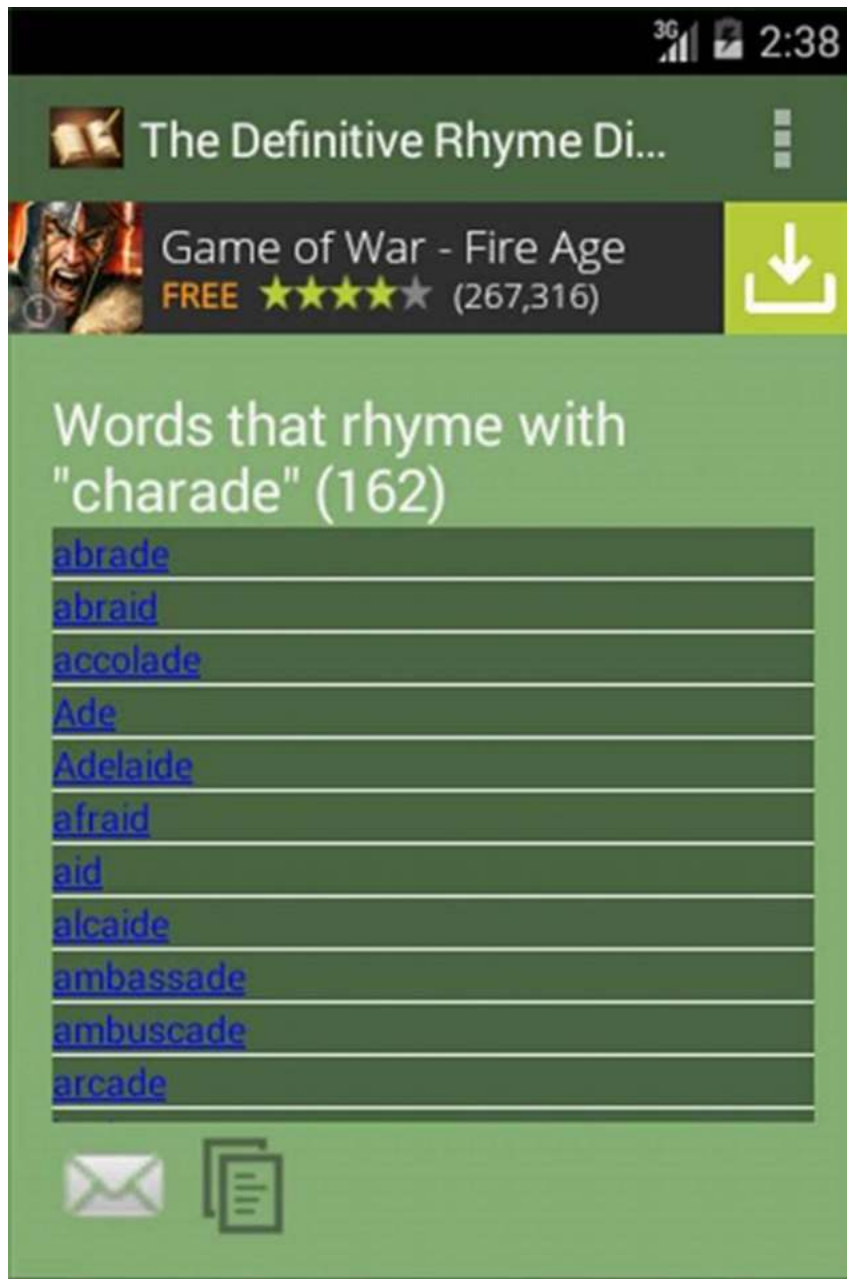 3G 2:38
The Definitive Rhyme Di...
Game of War - Fire Age
FREE (267,316)
Words that rhyme with
"charade" (162)
abrade
abraid
accolade
Ade
Adelaide
afraid
aid
alcaide
ambassade
ambuscade
arcade